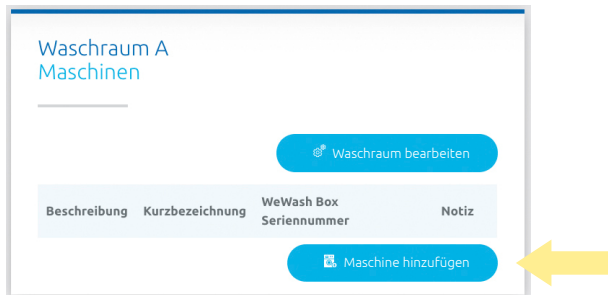 Waschraum A
Maschinen
Waschraum bearbeiten
Beschreibung Kurzbezeichnung WeWash Box Seriennummer Notiz
Maschine hinzufügen